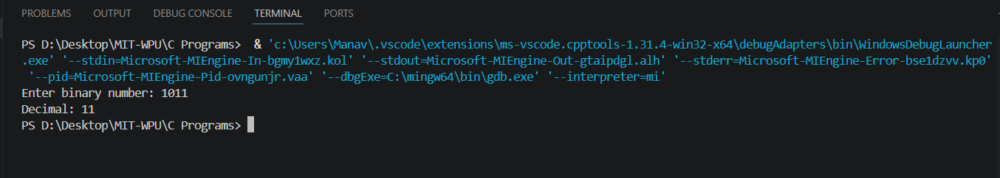 PROBLEMS OUTPUT DEBUG CONSOLE TERMINAL PORTS
PS D:\Desktop\MIT-WPU\C Programs>  & 'c:\Users\Manav\.vscode\extensions\ms-vscode.cpptools-1.31.4-win32-x64\debugAdapters\bin\WindowsDebugLauncher
.exe' '--stdin=Microsoft-MIEngine-In-bgmy1wxz.kol' '--stdout=Microsoft-MIEngine-Out-gtaipdgl.alh' '--stderr=Microsoft-MIEngine-Error-bse1dzvv.kp0'
 '--pid=Microsoft-MIEngine-Pid-ovngunjr.vaa' '--dbgExe=C:\mingw64\bin\gdb.exe' '--interpreter=mi'
Enter binary number: 1011
Decimal: 11
PS D:\Desktop\MIT-WPU\C Programs>